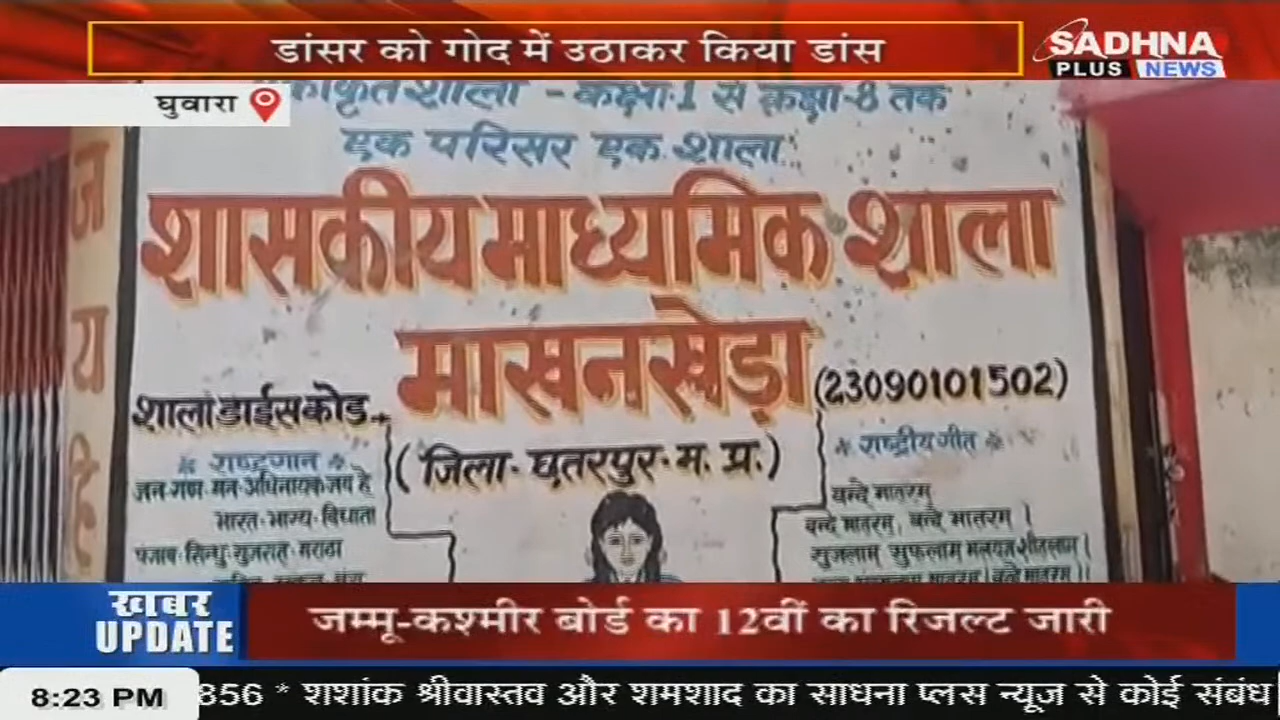 डांसर को गोद में उठाकर किया डांस
SADHNA
PLUS NEWS
घुवारा
शाला - कक्षा-1 से कक्षा-8 तक
एक परिसर एक शाला
शासकीय माध्यमिक शाला
माखनखेड़ा
(23090101502)
शाला डाईस कोड
(जिला-छतरपुर-म. प्र.)
राष्ट्रगान
जन गण मन अधिनायक जय हे
भारत-भाग्य-विधाता
पंजाब-सिन्धु-गुजरात-मराठा
राष्ट्रीय गीत
वन्दे मातरम्
वन्दे मातरम्, वन्दे मातरम् ।
सुजलाम् सुफलाम् मलयज शीतलाम् ।
ज
य
हि
खबर
UPDATE
जम्मू-कश्मीर बोर्ड का 12वीं का रिजल्ट जारी
8:23 PM
856 * शशांक श्रीवास्तव और शमशाद का साधना प्लस न्यूज से कोई संबंध